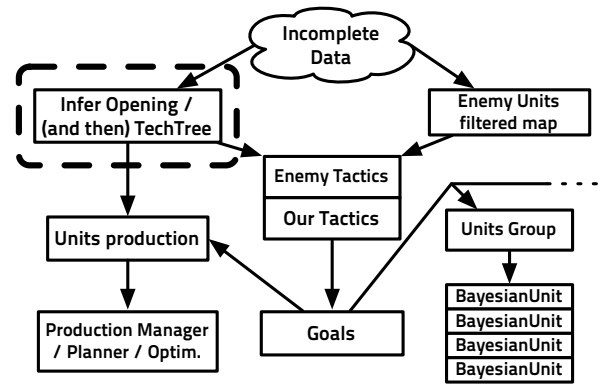 Incomplete
Data
Infer Opening /
(and then) TechTree
Enemy Units
filtered map
Enemy Tactics
Our Tactics
Units production
Units Group
Production Manager
/ Planner / Optim.
Goals
BayesianUnit
BayesianUnit
BayesianUnit
BayesianUnit